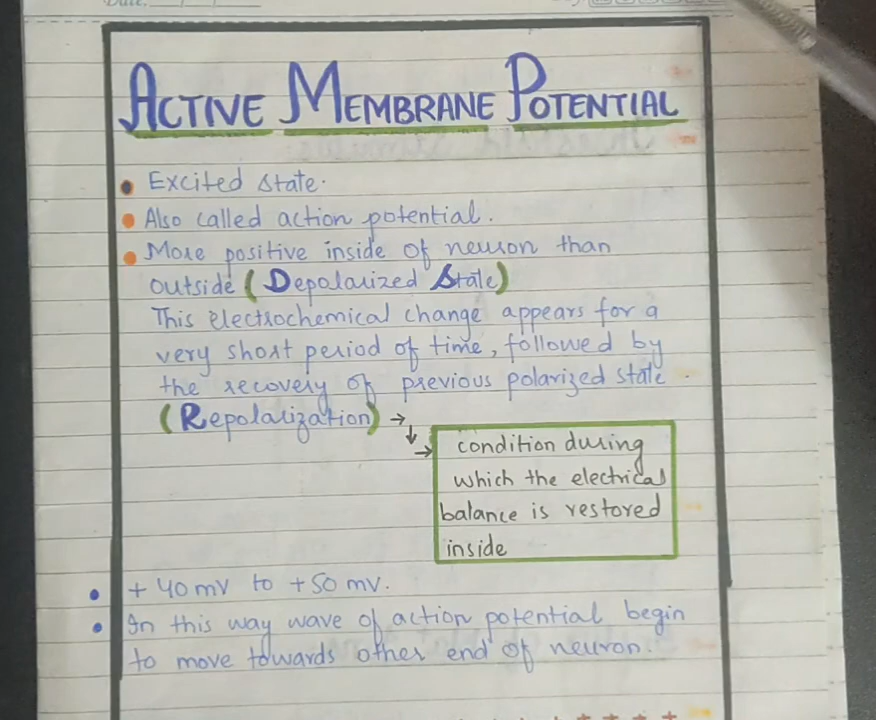 Date:
ACTIVE MEMBRANE POTENTIAL
• Excited state.
• Also called action potential.
• More positive inside of neuron than
outside (Depolarized State)
This electrochemical change appears for a
very short period of time, followed by
the recovery of previous polarized state.
(Repolarization) →
↓
→ condition during
which the electrical
balance is restored
inside
• + 40 mv to + 50 mv.
• In this way wave of action potential begin
to move towards other end of neuron.